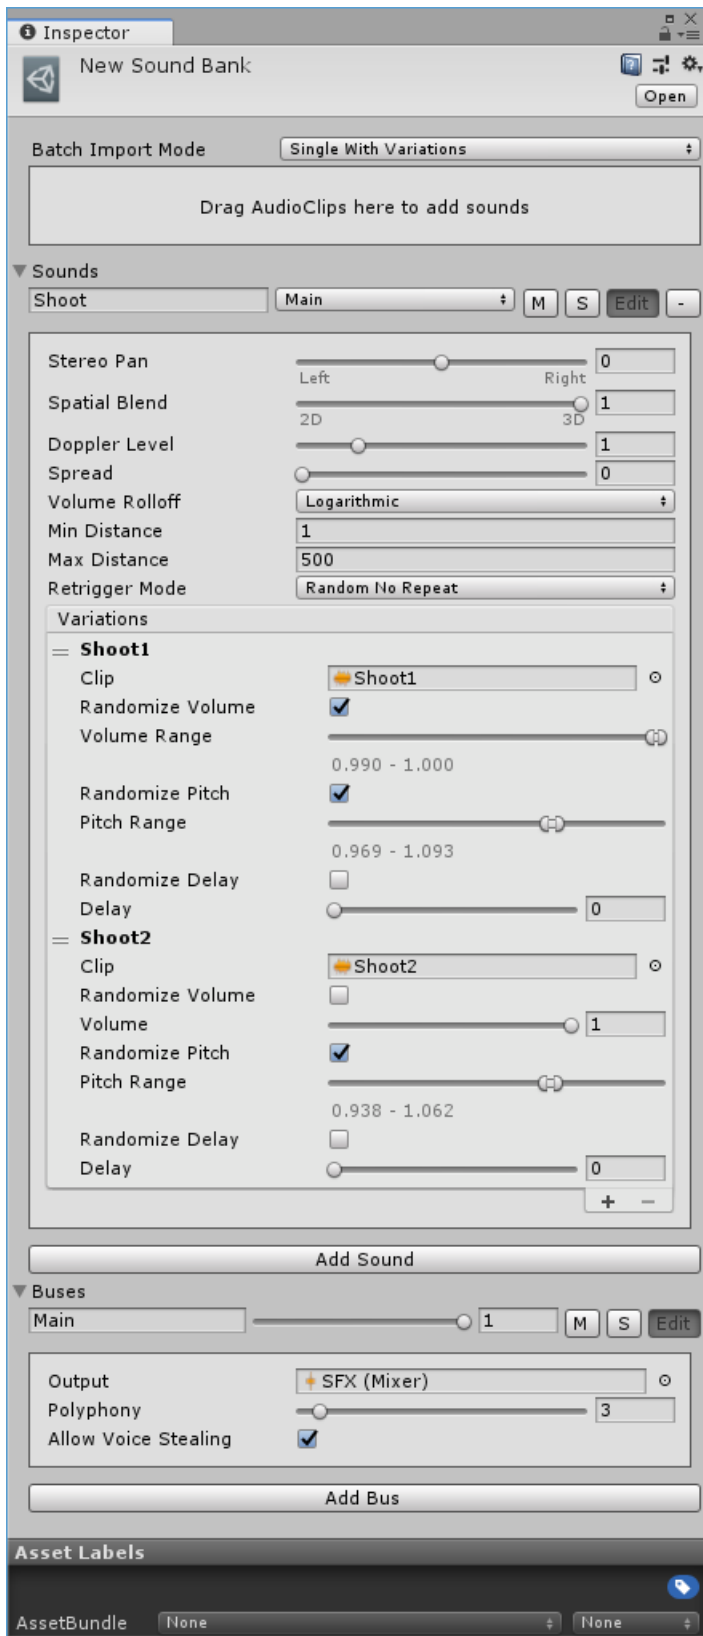 Inspector
New Sound Bank
Open
Batch Import Mode Single With Variations
Drag AudioClips here to add sounds
Sounds
Shoot Main M S Edit -
Stereo Pan 0
Left Right
Spatial Blend 1
2D 3D
Doppler Level 1
Spread 0
Volume Rolloff Logarithmic
Min Distance 1
Max Distance 500
Retrigger Mode Random No Repeat
Variations
Shoot1
Clip Shoot1
Randomize Volume
Volume Range
0.990 - 1.000
Randomize Pitch
Pitch Range
0.969 - 1.093
Randomize Delay
Delay 0
Shoot2
Clip Shoot2
Randomize Volume
Volume 1
Randomize Pitch
Pitch Range
0.938 - 1.062
Randomize Delay
Delay 0
+ −
Add Sound
Buses
Main 1 M S Edit
Output SFX (Mixer)
Polyphony 3
Allow Voice Stealing
Add Bus
Asset Labels
AssetBundle None None